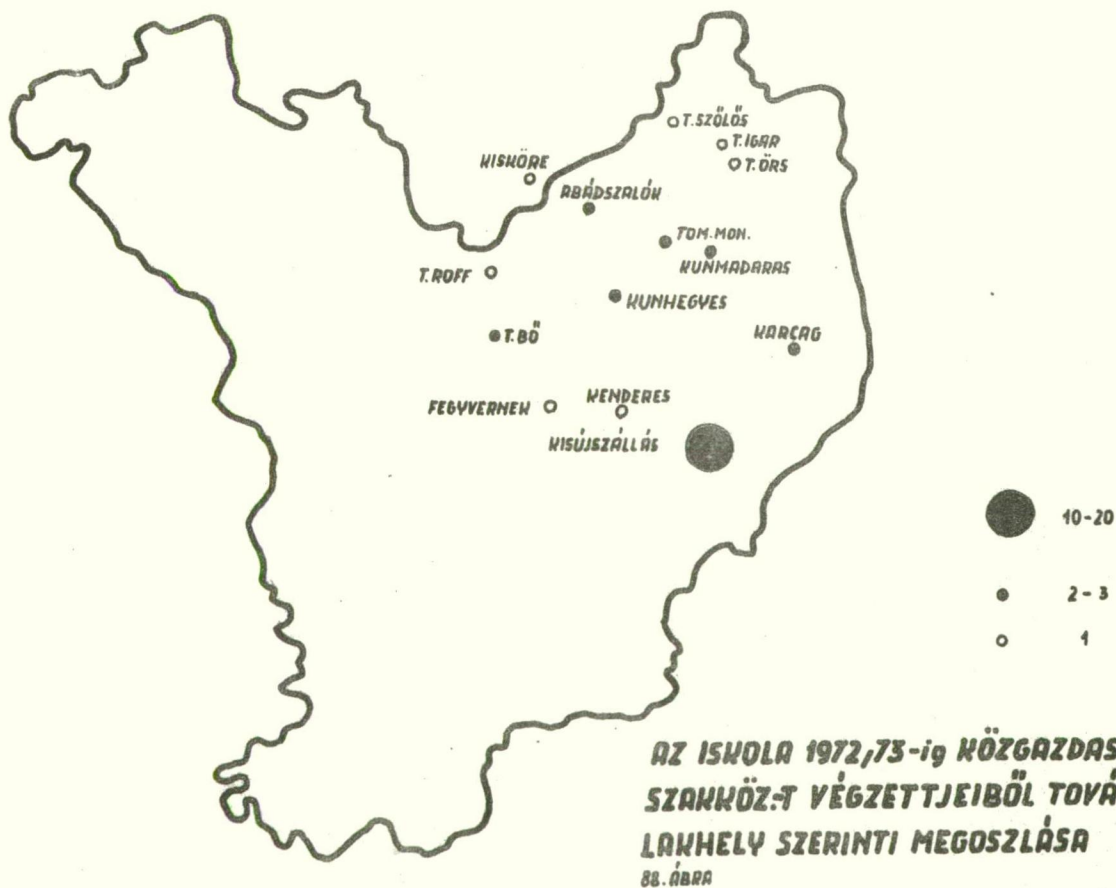 T.SZŐLŐS
T.IGAR
T.ÖRS
KISKÖRE
ABÁDSZALÓK
TOM.MON.
KUNMADARAS
T.ROFF
KUNHEGYES
T.BŐ
KARCAG
FEGYVERNEK
KENDERES
KISÚJSZÁLLÁS
10-20
2-3
1
AZ ISKOLA 1972,73-ig KÖZGAZDAS
SZAKKÖZ.-T VÉGZETTJEIBŐL TOVÁ
LAKHELY SZERINTI MEGOSZLÁSA
88. ÁBRA